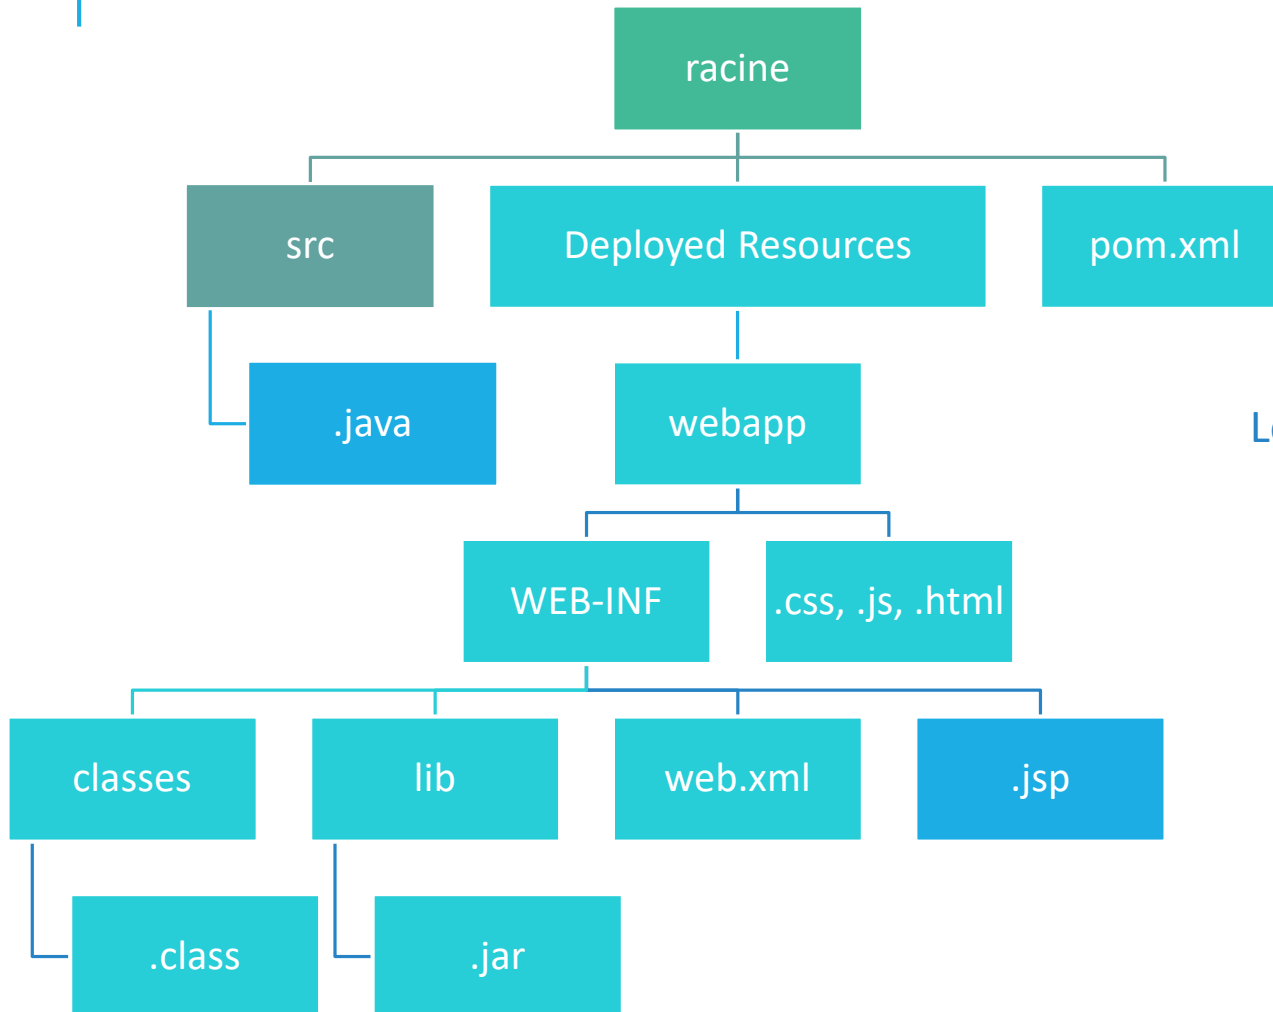 racine
src
Deployed Resources
pom.xml
.java
webapp
WEB-INF
.css, .js, .html
classes
lib
web.xml
.jsp
.class
.jar